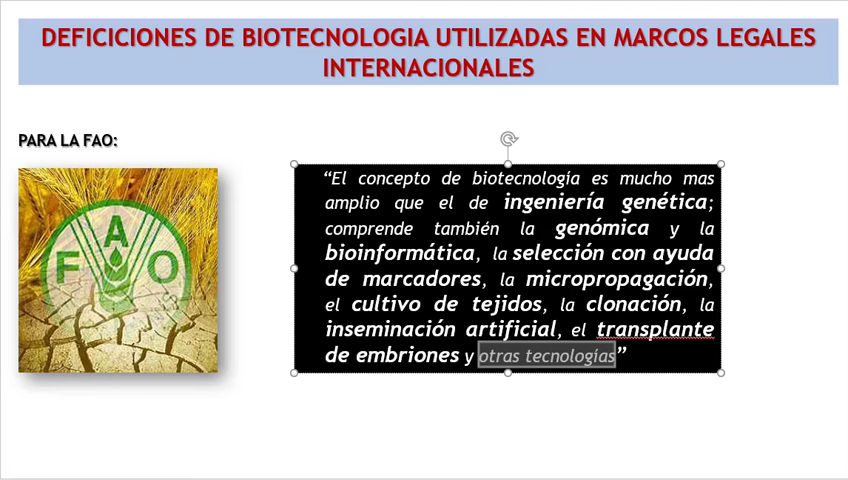 DEFICICIONES DE BIOTECNOLOGIA UTILIZADAS EN MARCOS LEGALES
INTERNACIONALES
PARA LA FAO:
F A O
“El concepto de biotecnología es mucho mas
amplio que el de ingeniería genética;
comprende también la genómica y la
bioinformática, la selección con ayuda
de marcadores, la micropropagación,
el cultivo de tejidos, la clonación, la
inseminación artificial, el transplante
de embriones y otras tecnologías”